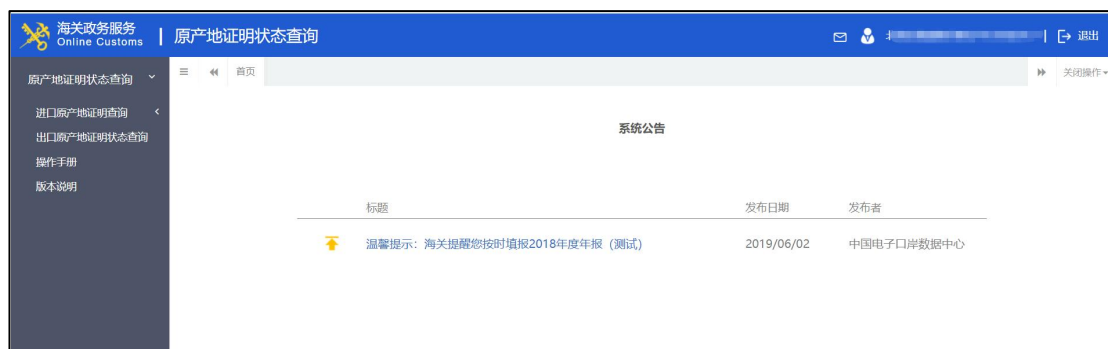 海关政务服务
Online Customs
原产地证明状态查询
退出
原产地证明状态查询
首页
关闭操作
进口原产地证明查询
出口原产地证明状态查询
操作手册
版本说明
系统公告
标题 发布日期 发布者
温馨提示：海关提醒您按时填报2018年度年报（测试） 2019/06/02 中国电子口岸数据中心